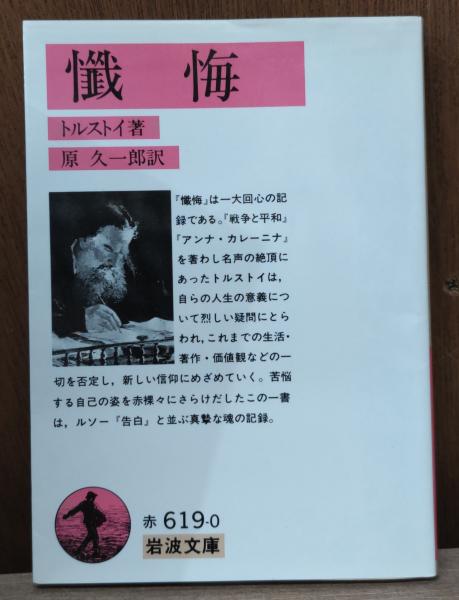 懺悔
トルストイ著
原 久一郎訳
『懺悔』は一大回心の記
録である。『戦争と平和』
『アンナ・カレーニナ』
を著わし名声の絶頂に
あったトルストイは，
自らの人生の意義につ
いて烈しい疑問にとら
われ，これまでの生活・
著作・価値観などの一
切を否定し，新しい信仰にめざめていく。苦悩
する自己の姿を赤裸々にさらけだしたこの一書
は，ルソー『告白』と並ぶ真摯な魂の記録。
赤 619-0
岩波文庫